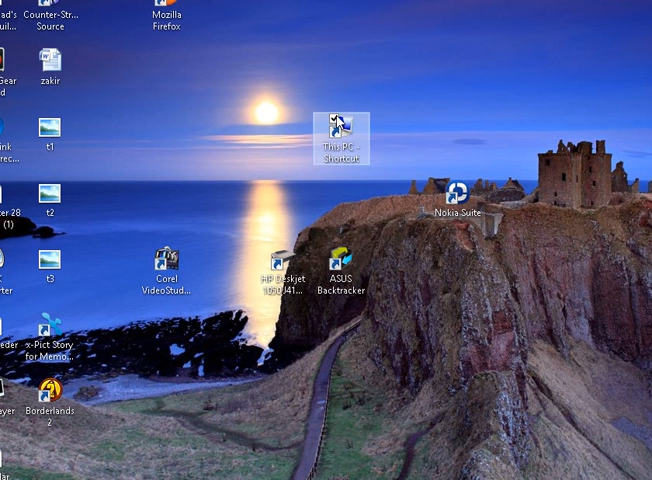 Counter-Str...
Source
Mozilla
Firefox
zakir
t1
This PC -
Shortcut
t2
Nokia Suite
t3
Corel
VideoStud...
HP Deskjet
ASUS
Backtracker
x-Pict Story
for Memo...
Borderlands
2